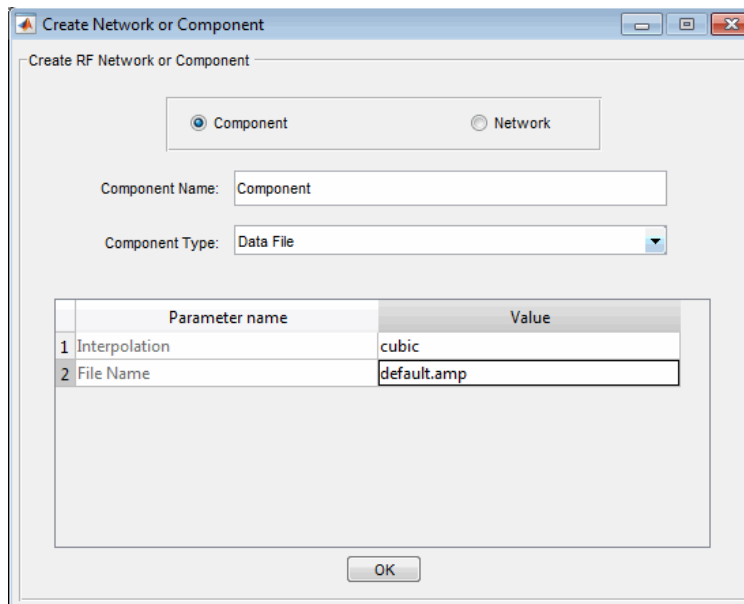 Create Network or Component
Create RF Network or Component
Component Network
Component Name: Component
Component Type: Data File
Parameter name Value
1 Interpolation cubic
2 File Name default.amp
OK